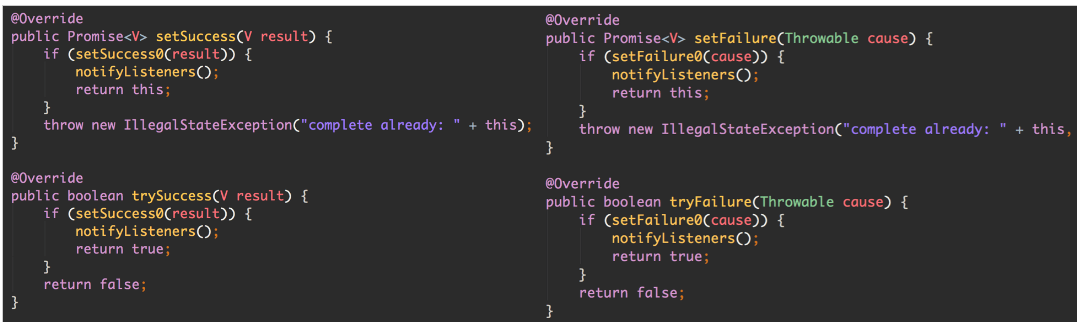 @Override
public Promise<V> setSuccess(V result) {
    if (setSuccess0(result)) {
        notifyListeners();
        return this;
    }
    throw new IllegalStateException("complete already: " + this);
}
@Override
public boolean trySuccess(V result) {
    if (setSuccess0(result)) {
        notifyListeners();
        return true;
    }
    return false;
}
@Override
public Promise<V> setFailure(Throwable cause) {
    if (setFailure0(cause)) {
        notifyListeners();
        return this;
    }
    throw new IllegalStateException("complete already: " + this,
}
@Override
public boolean tryFailure(Throwable cause) {
    if (setFailure0(cause)) {
        notifyListeners();
        return true;
    }
    return false;
}